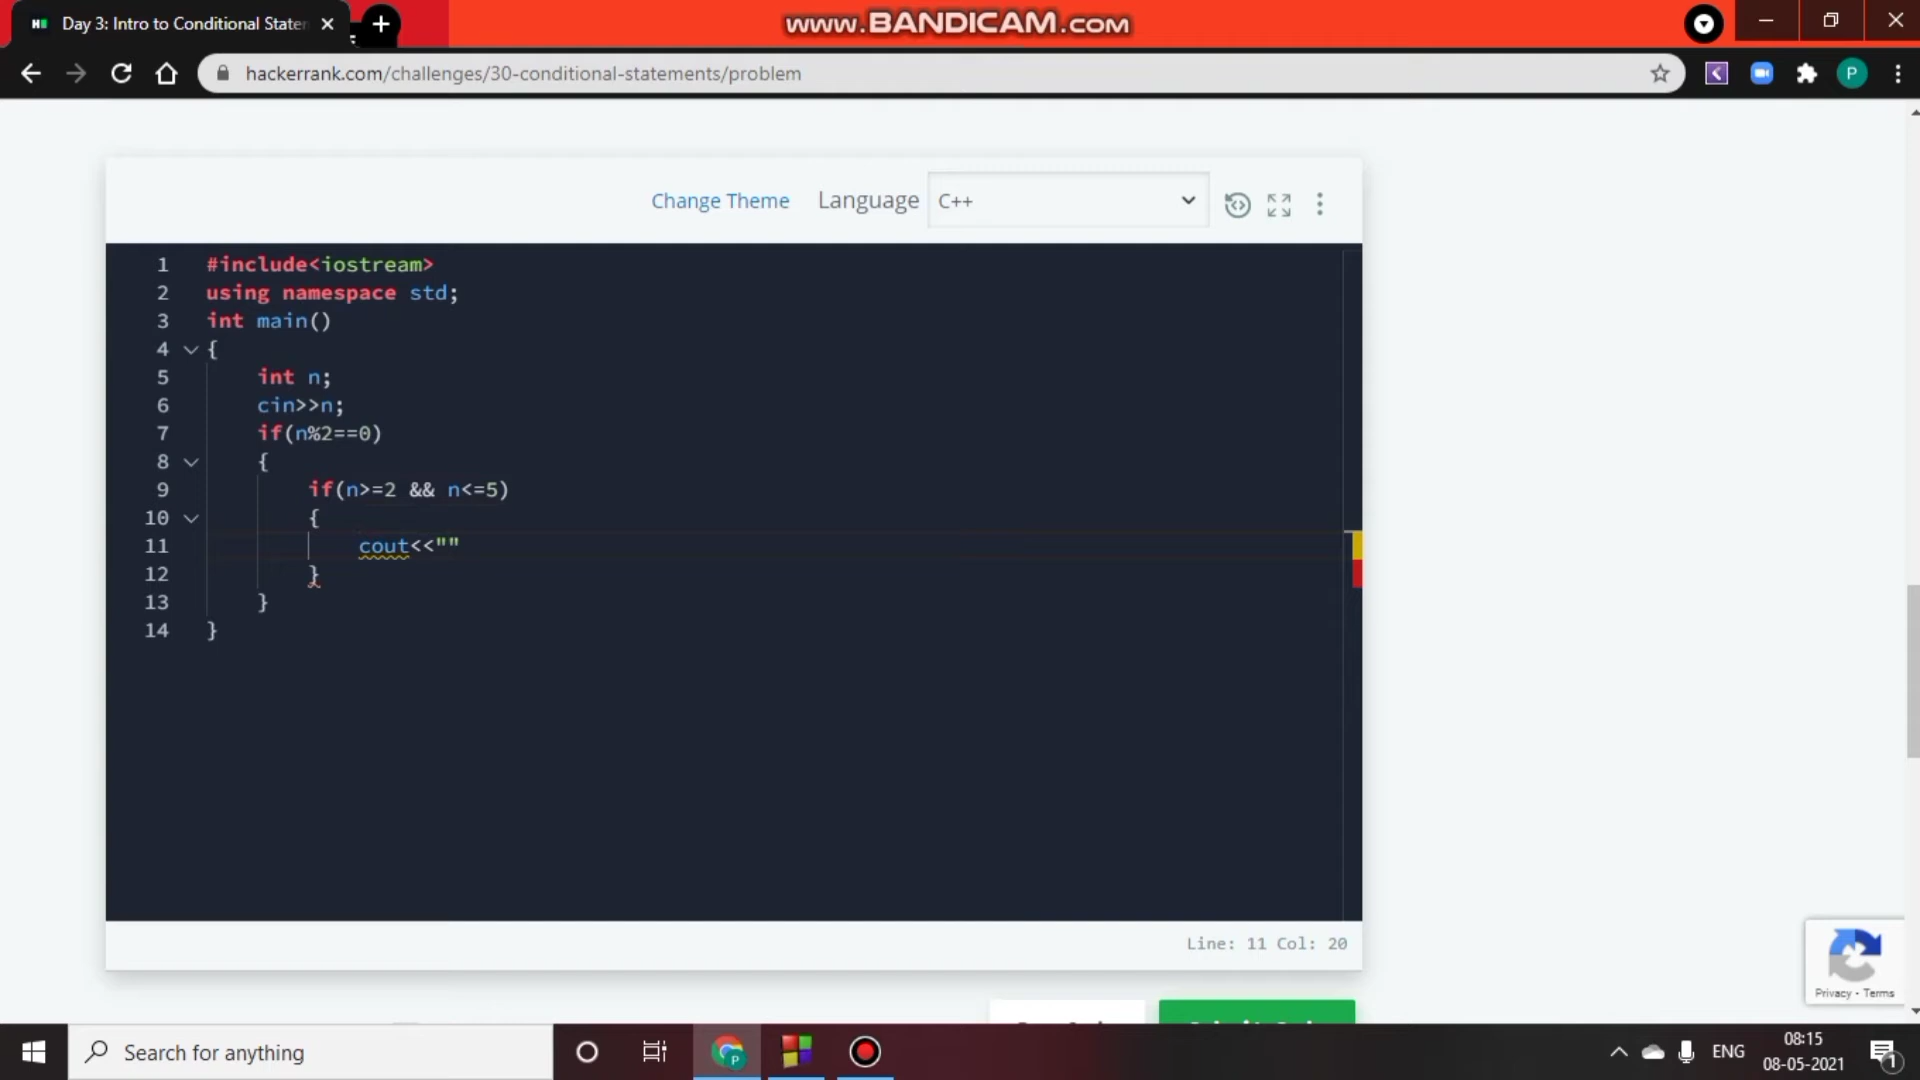 Day 3: Intro to Conditional Stater
www.BANDICAM.com
hackerrank.com/challenges/30-conditional-statements/problem
P
Change Theme Language C++
1 #include<iostream>
2 using namespace std;
3 int main()
4 {
5 int n;
6 cin>>n;
7 if(n%2==0)
8 {
9 if(n>=2 && n<=5)
10 {
11 cout<<""
12 }
13 }
14 }
Line: 11 Col: 20
Privacy - Terms
Search for anything
P
ENG
08:15
08-05-2021
1